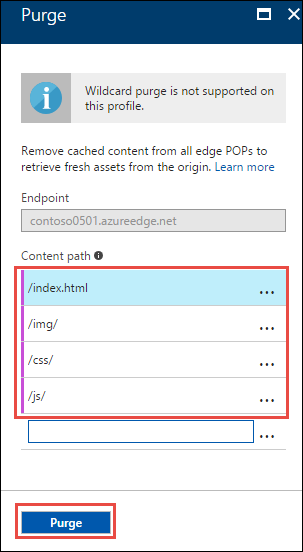 Purge
Wildcard purge is not supported on
this profile.
Remove cached content from all edge POPs to
retrieve fresh assets from the origin. Learn more
Endpoint
contoso0501.azureedge.net
Content path
/index.html ...
/img/ ...
/css/ ...
/js/ ...
...
Purge